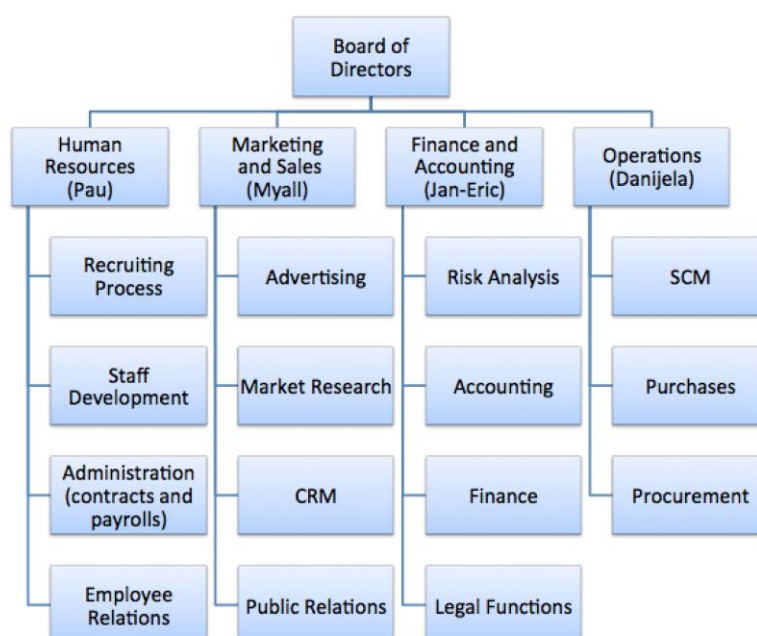 Board of
Directors
Human
Resources
(Pau)
Marketing
and Sales
(Myall)
Finance and
Accounting
(Jan-Eric)
Operations
(Danijela)
Recruiting
Process
Advertising
Risk Analysis
SCM
Staff
Development
Market Research
Accounting
Purchases
Administration
(contracts and
payrolls)
CRM
Finance
Procurement
Employee
Relations
Public Relations
Legal Functions